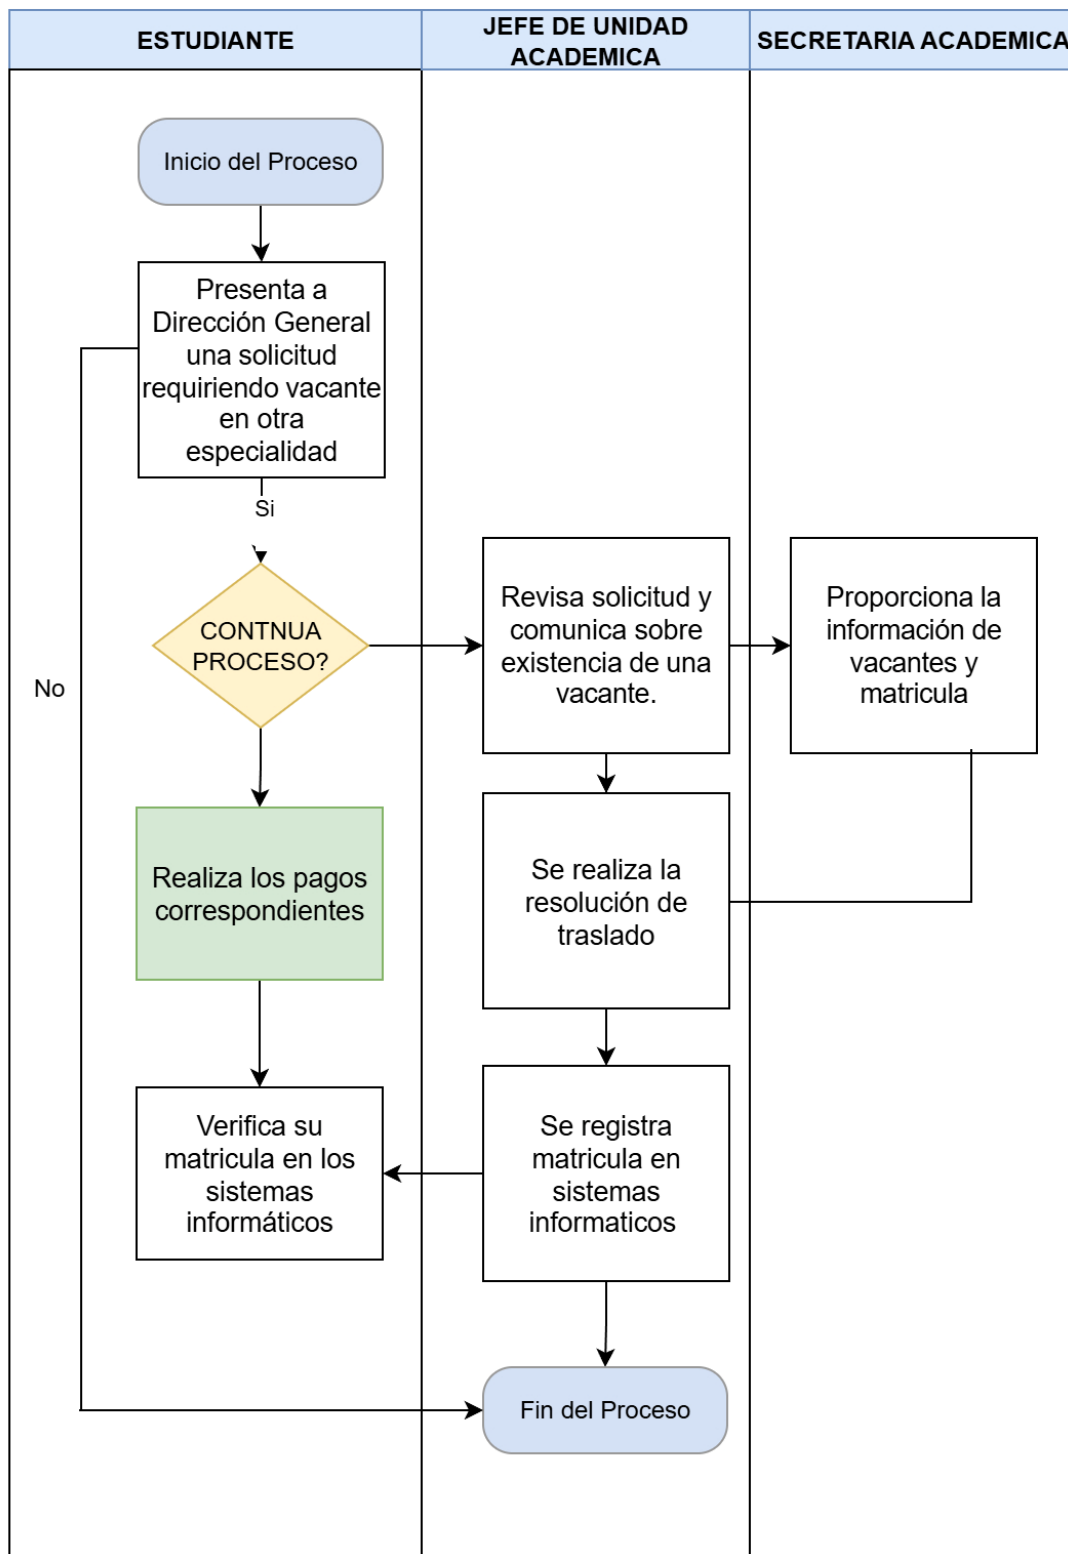 ESTUDIANTE
JEFE DE UNIDAD
ACADEMICA
SECRETARIA ACADEMICA
Inicio del Proceso
Presenta a
Dirección General
una solicitud
requiriendo vacante
en otra
especialidad
Si
CONTNUA
PROCESO?
Revisa solicitud y
comunica sobre
existencia de una
vacante.
Proporciona la
información de
vacantes y
matricula
No
Realiza los pagos
correspondientes
Se realiza la
resolución de
traslado
Verifica su
matricula en los
sistemas
informáticos
Se registra
matricula en
sistemas
informaticos
Fin del Proceso